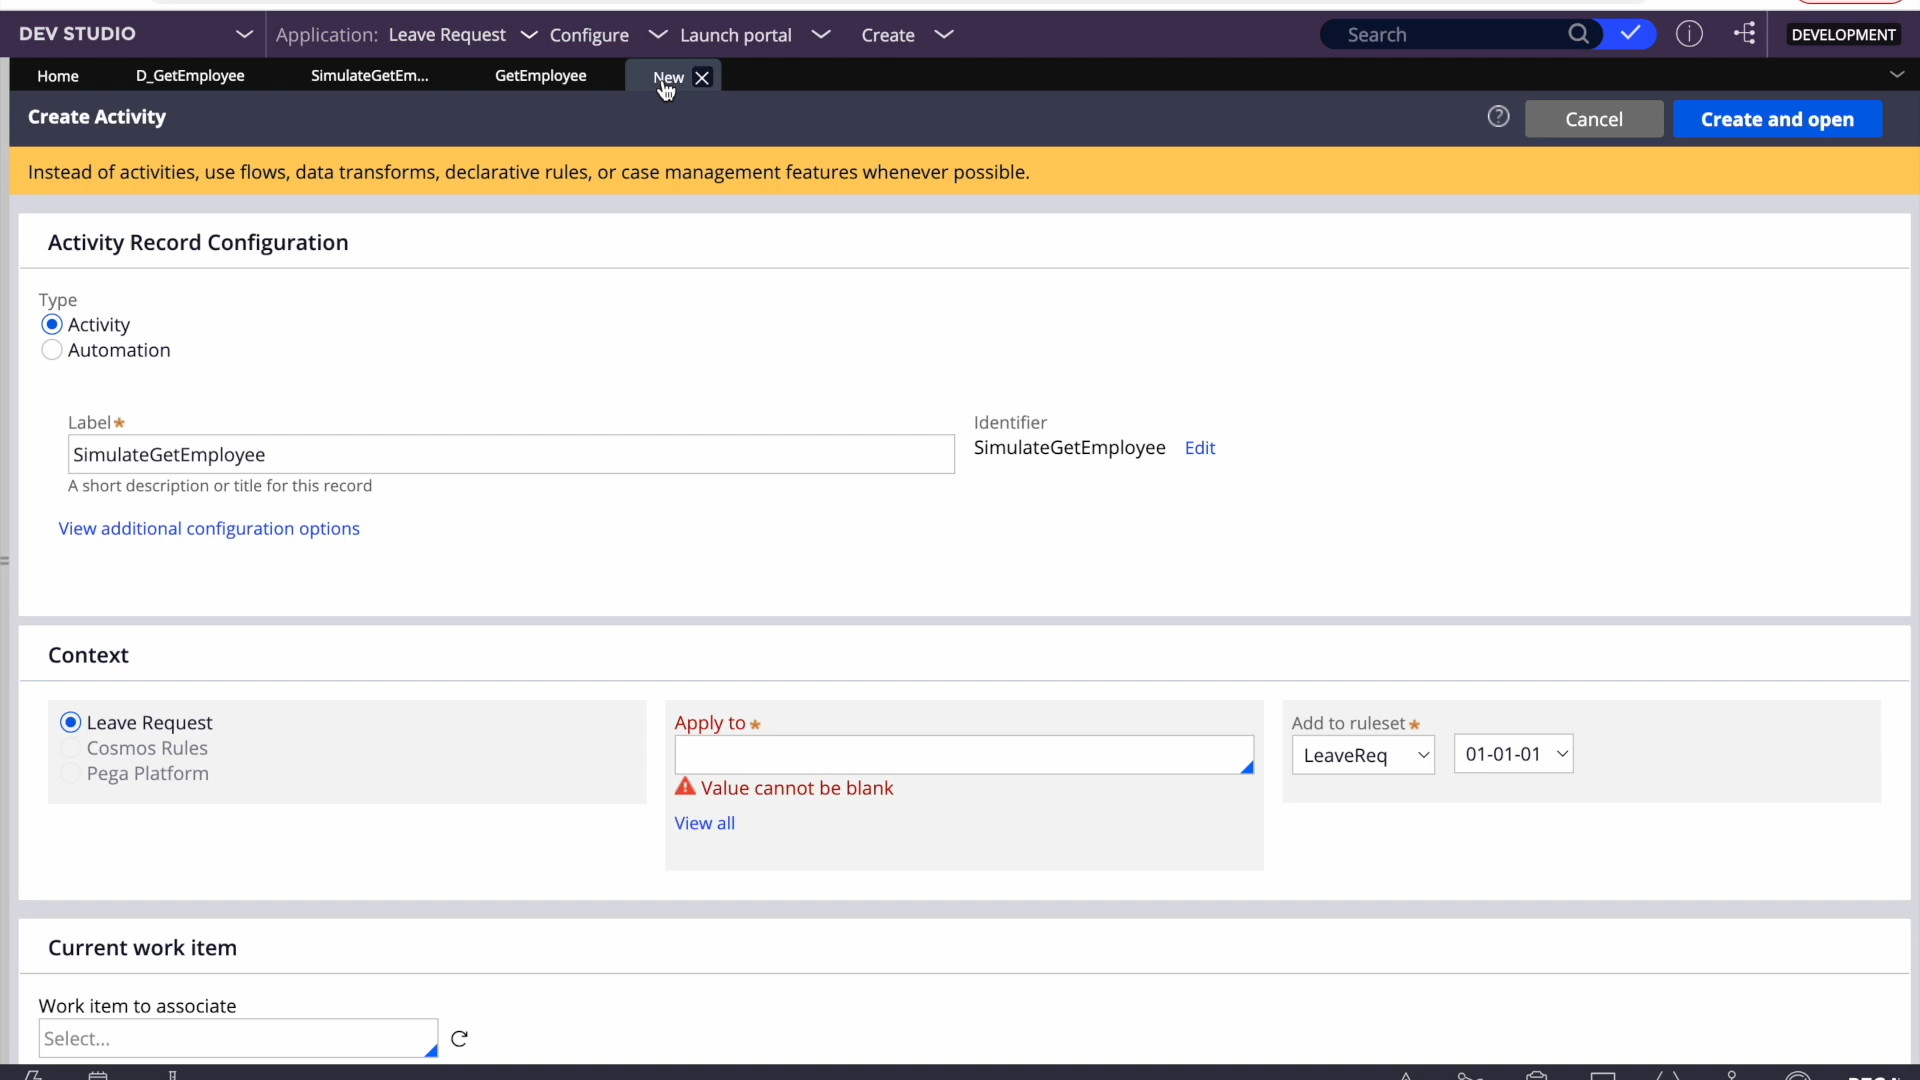 DEV STUDIO
Application: Leave Request
Configure
Launch portal
Create
Search
DEVELOPMENT
Home
D_GetEmployee
SimulateGetEm...
GetEmployee
New
Create Activity
Cancel
Create and open
Instead of activities, use flows, data transforms, declarative rules, or case management features whenever possible.
Activity Record Configuration
Type
Activity
Automation
Label*
SimulateGetEmployee
A short description or title for this record
Identifier
SimulateGetEmployee Edit
View additional configuration options
Context
Leave Request
Cosmos Rules
Pega Platform
Apply to*
Value cannot be blank
View all
Add to ruleset*
LeaveReq
01-01-01
Current work item
Work item to associate
Select...